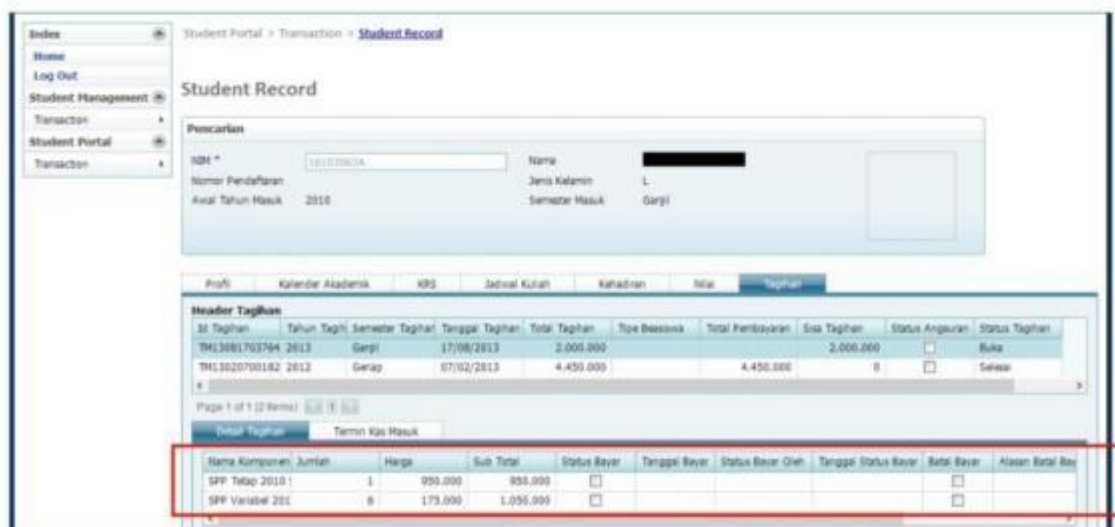 Index
Home
Log Out
Student Management
Transaction
Student Portal
Transaction
Student Portal > Transaction > Student Record
Student Record
Pencarian
NIM *
Nama
Nomor Pendaftaran
Jenis Kelamin L
Awal Tahun Masuk 2010
Semester Masuk Ganjil
Profil Kalender Akademik KRS Jadwal Kuliah Kehadiran Nilai Tagihan
Header Tagihan
Id Tagihan Tahun Tagih Semester Tagihan Tanggal Tagihan Total Tagihan Tipe Beasiswa Total Pembayaran Sisa Tagihan Status Angsuran Status Tagihan
TM13081703764 2013 Ganjil 17/08/2013 2.000.000 2.000.000 Buka
TM13020700182 2012 Genap 07/02/2013 4.450.000 4.450.000 0 Selesai
Page 1 of 1 (2 items) 1
Detail Tagihan Termin Kas Masuk
Nama Komponen Jumlah Harga Sub Total Status Bayar Tanggal Bayar Status Bayar Oleh Tanggal Status Bayar Batal Bayar Alasan Batal Bay
SPP Tetap 2010 1 950.000 950.000
SPP Variabel 201 6 175.000 1.050.000